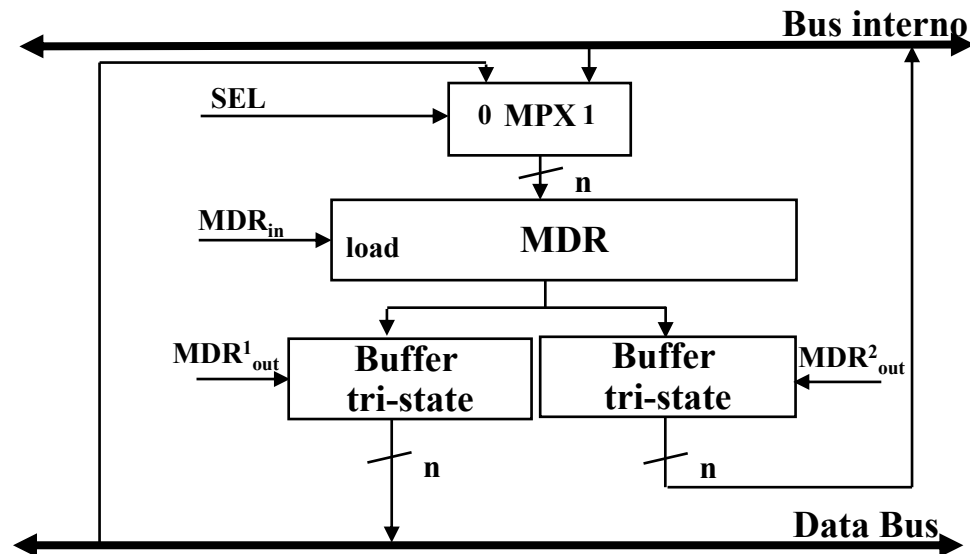 Bus interno
SEL
0 MPX 1
n
MDRin
load
MDR
MDR1out
Buffer
tri-state
Buffer
tri-state
MDR2out
n
n
Data Bus